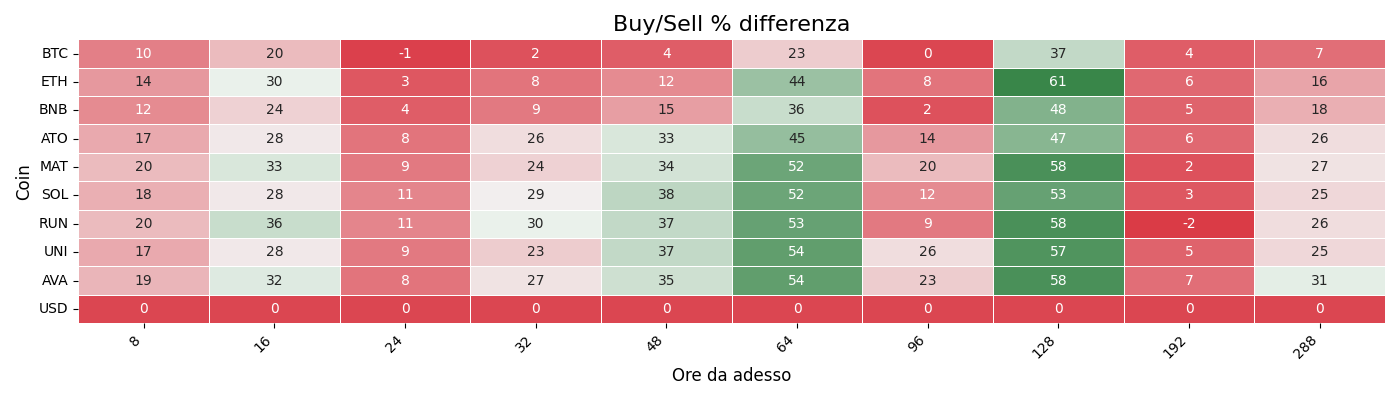 Buy/Sell % differenza
Coin
BTC 10 20 -1 2 4 23 0 37 4 7
ETH 14 30 3 8 12 44 8 61 6 16
BNB 12 24 4 9 15 36 2 48 5 18
ATO 17 28 8 26 33 45 14 47 6 26
MAT 20 33 9 24 34 52 20 58 2 27
SOL 18 28 11 29 38 52 12 53 3 25
RUN 20 36 11 30 37 53 9 58 -2 26
UNI 17 28 9 23 37 54 26 57 5 25
AVA 19 32 8 27 35 54 23 58 7 31
USD 0 0 0 0 0 0 0 0 0 0
8 16 24 32 48 64 96 128 192 288
Ore da adesso